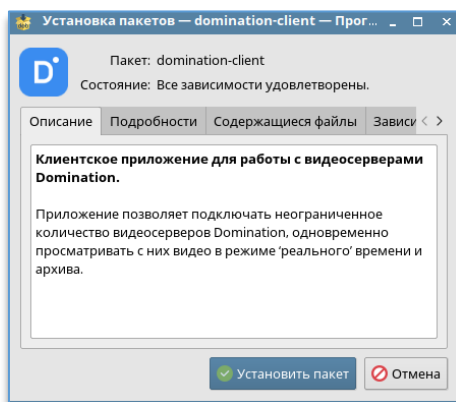 Установка пакетов — domination-client — Прог...
Пакет: domination-client
Состояние: Все зависимости удовлетворены.
Описание Подробности Содержащиеся файлы Зависи
Клиентское приложение для работы с видеосерверами
Domination.
Приложение позволяет подключать неограниченное
количество видеосерверов Domination, одновременно
просматривать с них видео в режиме ‘реального’ времени и
архива.
Установить пакет Отмена